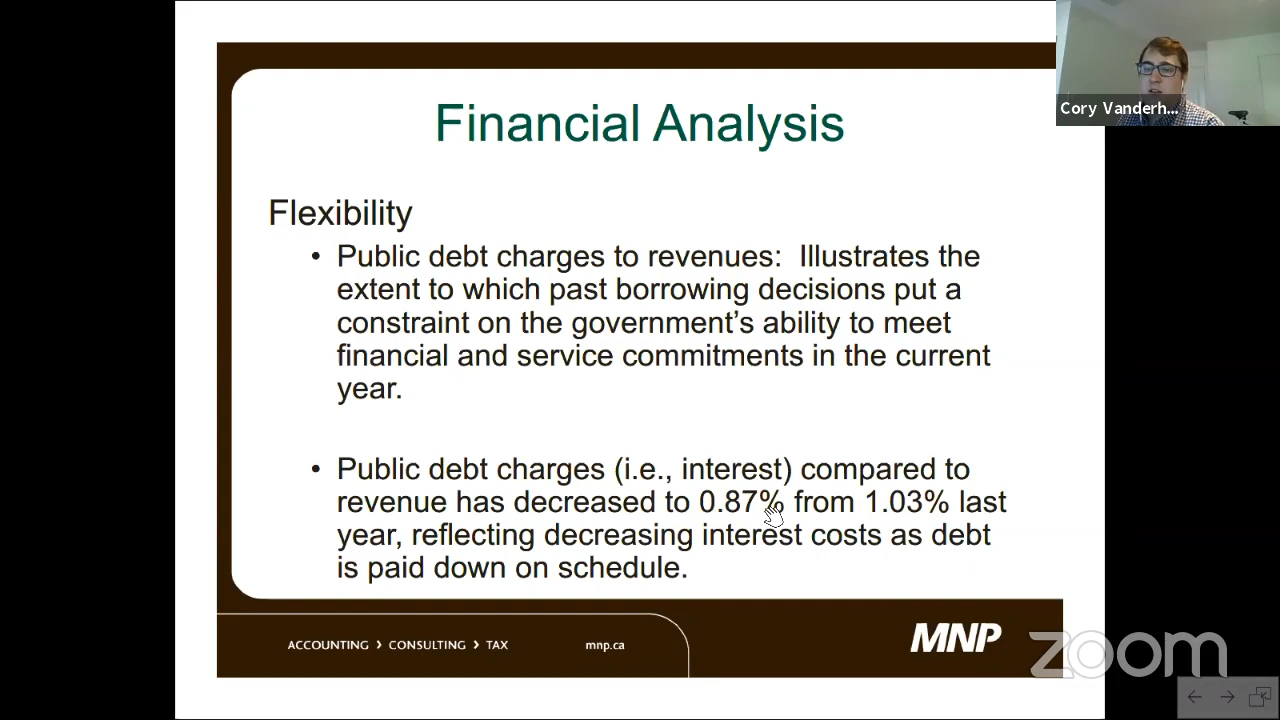 Financial Analysis
Cory Vanderh...
Flexibility
• Public debt charges to revenues:  Illustrates the
extent to which past borrowing decisions put a
constraint on the government’s ability to meet
financial and service commitments in the current
year.
• Public debt charges (i.e., interest) compared to
revenue has decreased to 0.87% from 1.03% last
year, reflecting decreasing interest costs as debt
is paid down on schedule.
ACCOUNTING › CONSULTING › TAX
mnp.ca
MNP
zoom